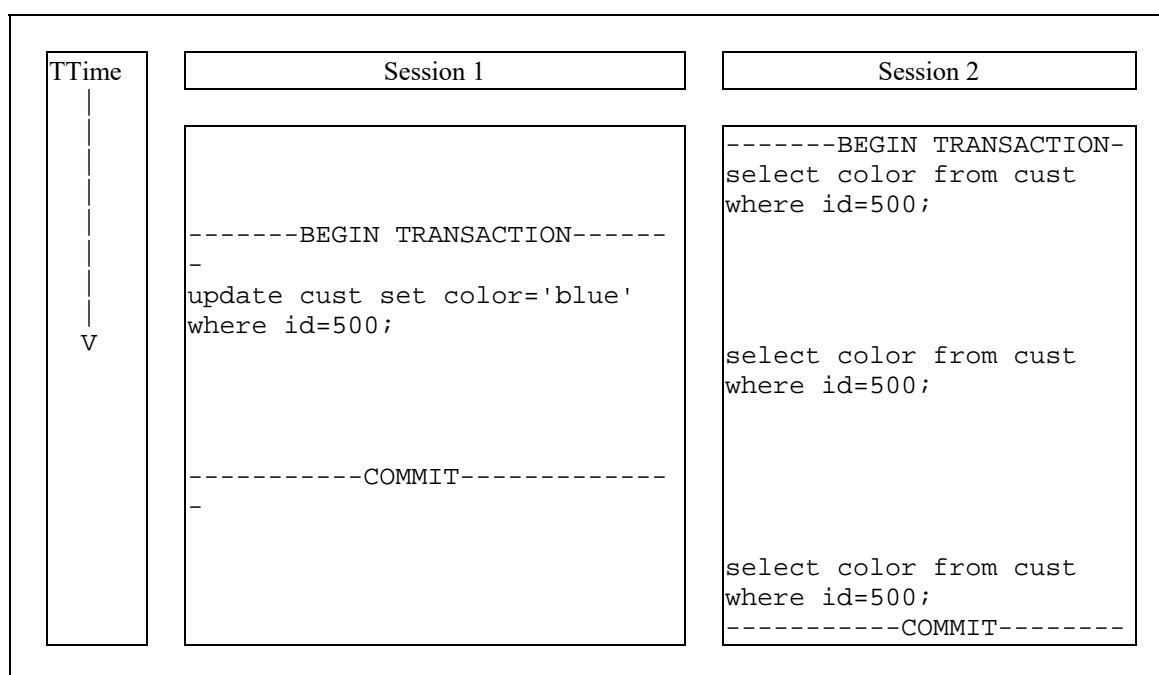 TTime
|
|
|
|
|
|
|
|
V
Session 1
-------BEGIN TRANSACTION------
-
update cust set color='blue'
where id=500;
-----------COMMIT-------------
-
Session 2
-------BEGIN TRANSACTION-
select color from cust
where id=500;
select color from cust
where id=500;
select color from cust
where id=500;
-----------COMMIT--------